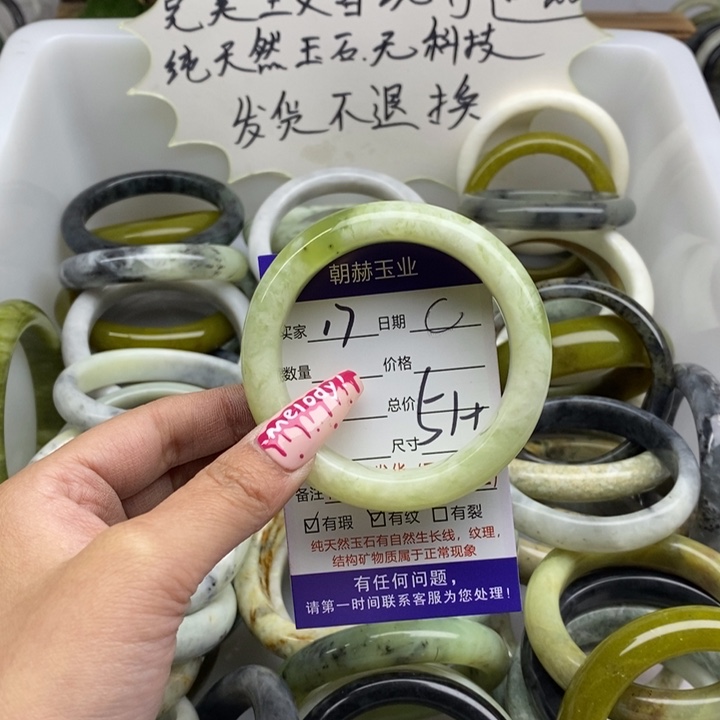 纯天然玉石.无科技
发货不退换
朝赫玉业
买家 17 日期
数量 价格
总价
尺寸
melody
备注
☑有瑕 ☑有纹 ☐有裂
纯天然玉石有自然生长线，纹理，
结构矿物质属于正常现象
有任何问题，
请第一时间联系客服为您处理！